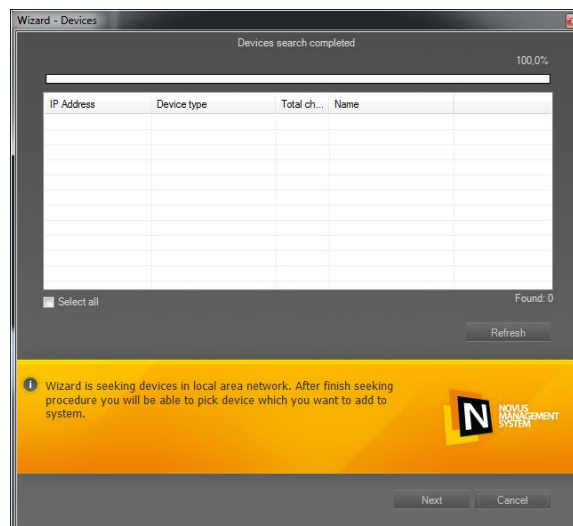 Wizard - Devices
Devices search completed
100,0%
IP Address Device type Total ch... Name
Select all
Found: 0
Refresh
Wizard is seeking devices in local area network. After finish seeking
procedure you will be able to pick device which you want to add to
system.
N
NOVUS
MANAGEMENT
SYSTEM
Next Cancel